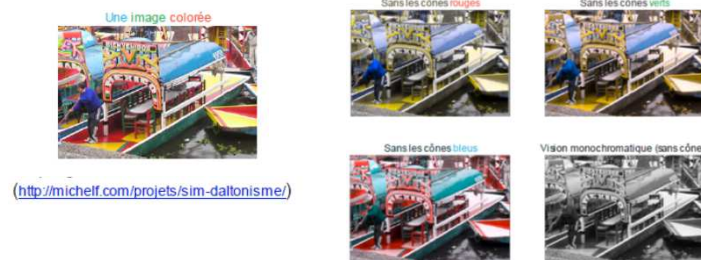 Une image colorée
(http://michelf.com/projets/sim-daltonisme/)
Sans les cônes rouges
Sans les cônes verts
Sans les cônes bleus
Vision monochromatique (sans cône